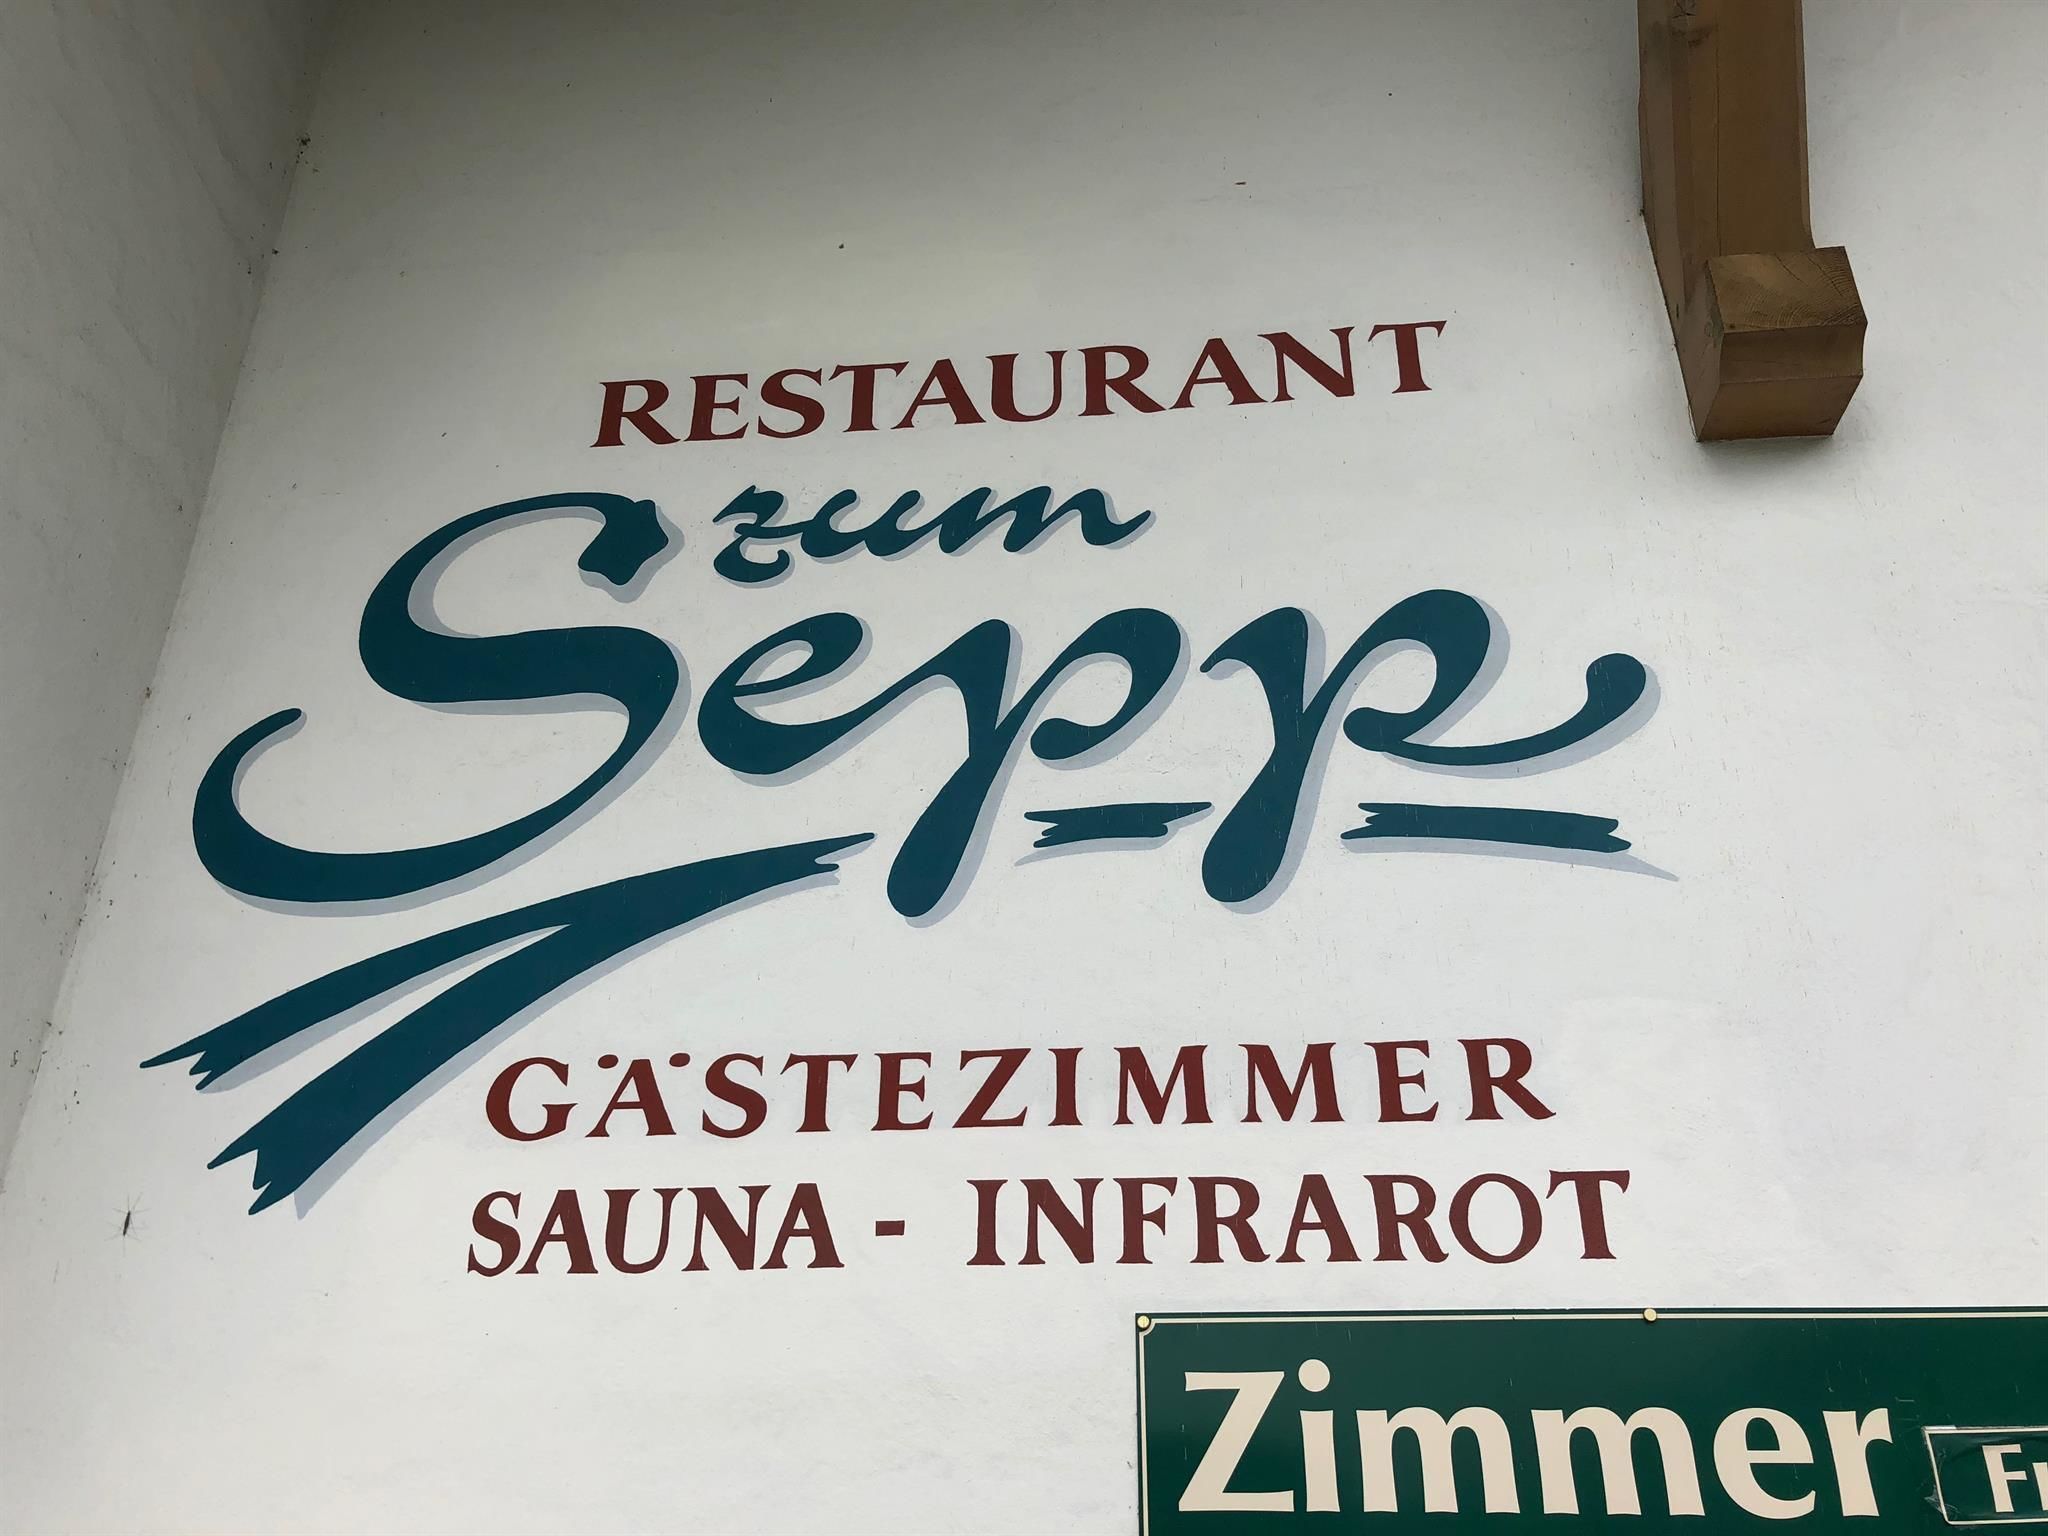 RESTAURANT
zum
Sepp
GÄSTEZIMMER
SAUNA - INFRAROT
Zimmer